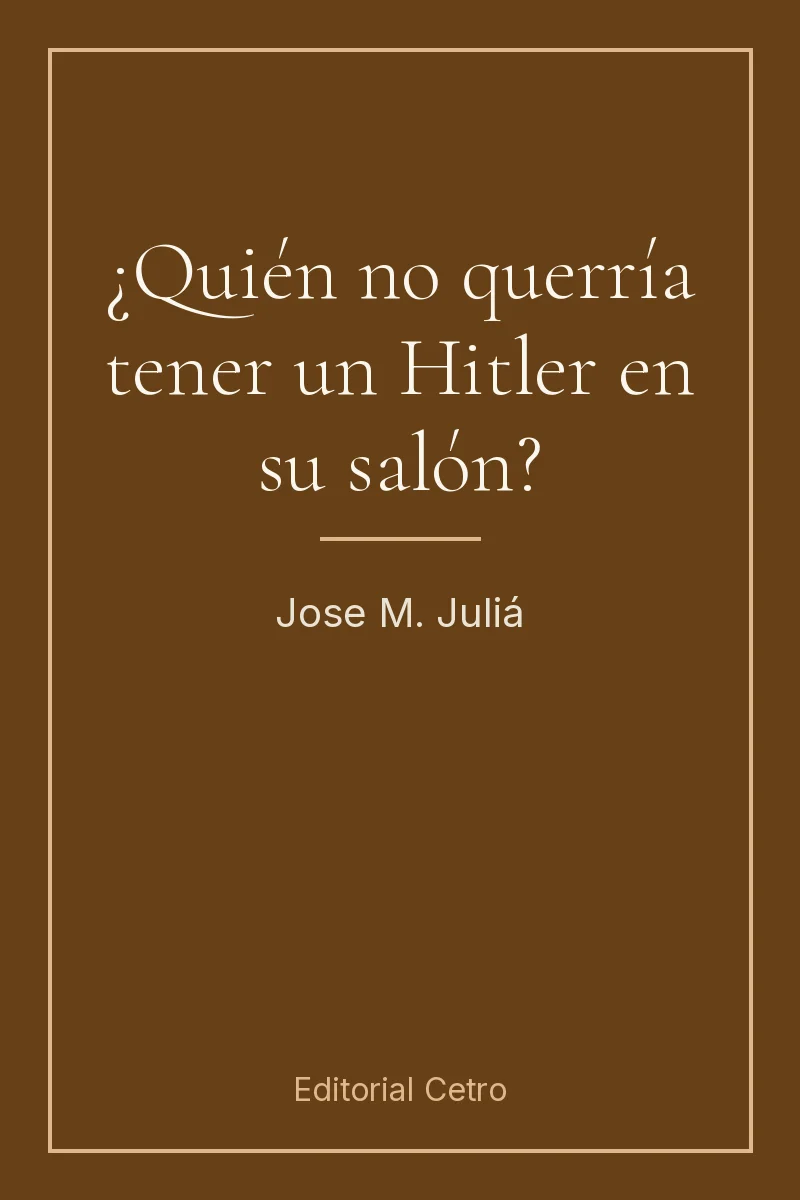 ¿Quién no querría
tener un Hitler en
su salón?
Jose M. Juliá
Editorial Cetro